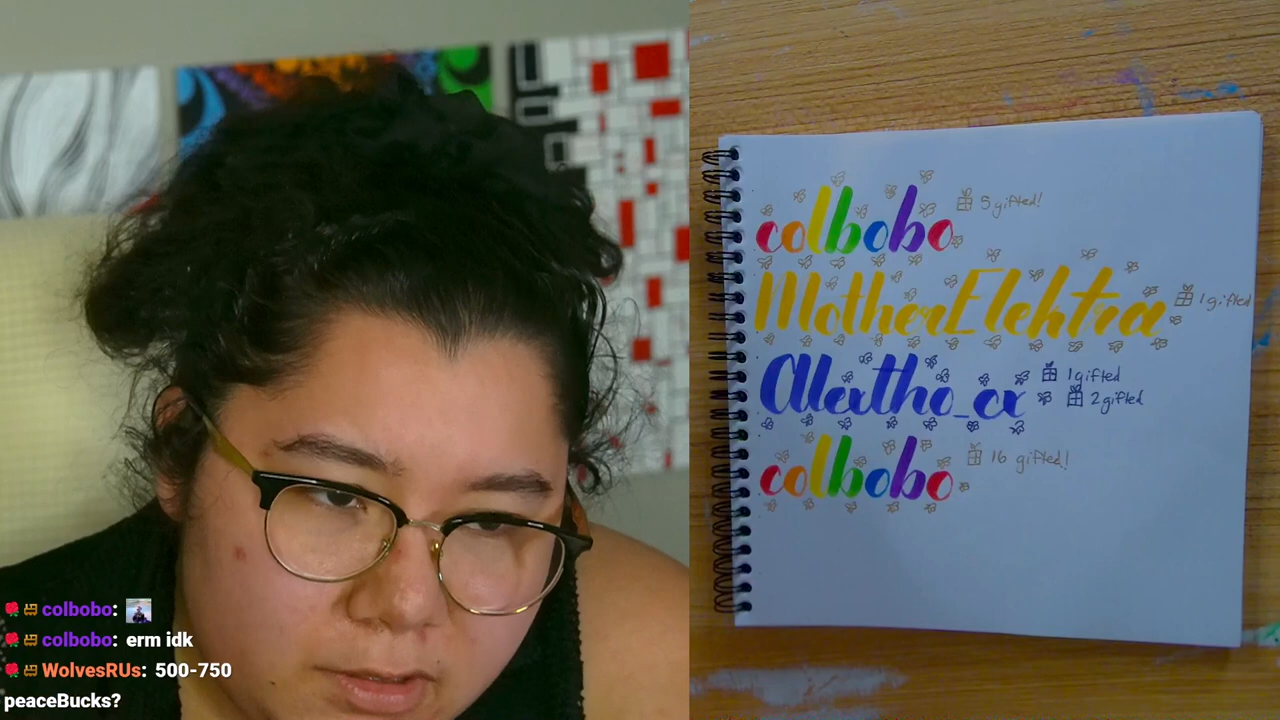 colbobo:
colbobo: erm idk
WolvesRUs: 500-750
peaceBucks?
colbobo 5 gifted!
MotherElektra 1 gifted
Alextho_cx 1 gifted
2 gifted
colbobo 16 gifted!